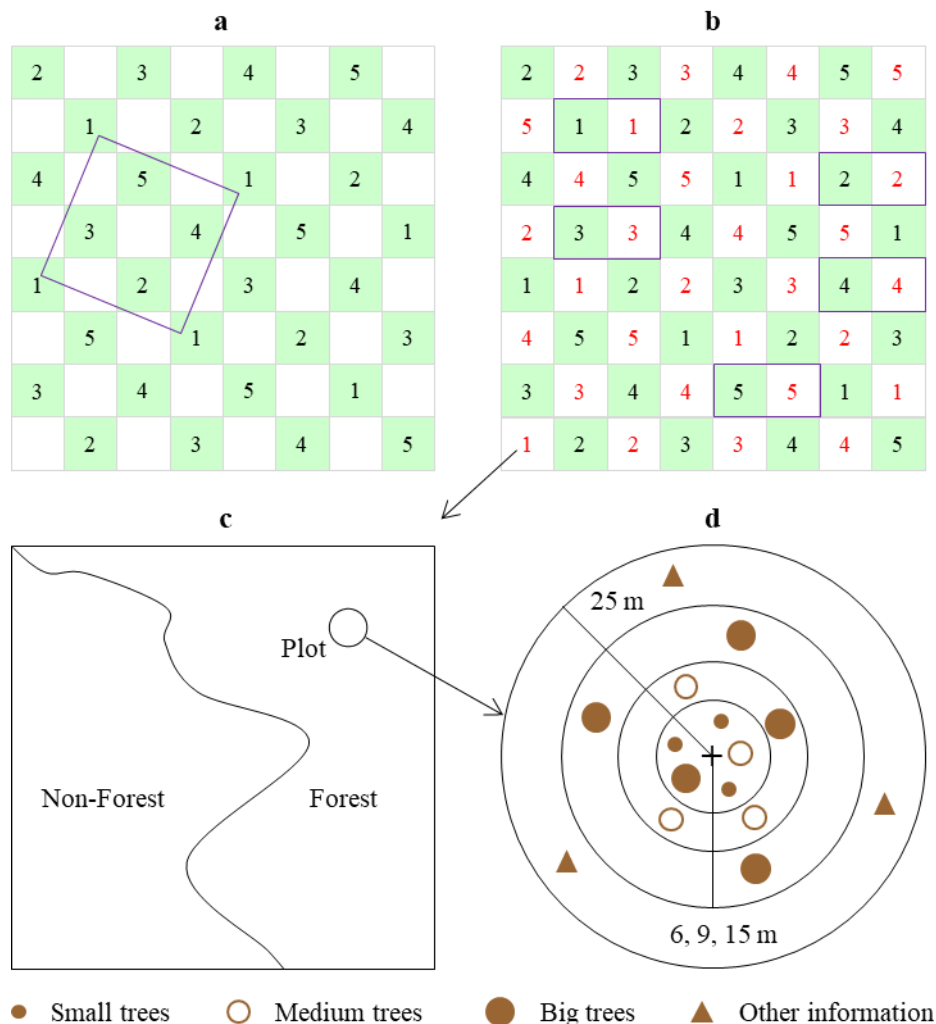 a
2 3 4 5
1 2 3 4
4 5 1 2
3 4 5 1
1 2 3 4
5 1 2 3
3 4 5 1
2 3 4 5
b
2 2 3 3 4 4 5 5
5 1 1 2 2 3 3 4
4 4 5 5 1 1 2 2
2 3 3 4 4 5 5 1
1 1 2 2 3 3 4 4
4 5 5 1 1 2 2 3
3 3 4 4 5 5 1 1
1 2 2 3 3 4 4 5
c
Plot
Non-Forest Forest
d
25 m
6, 9, 15 m
Small trees Medium trees Big trees Other information